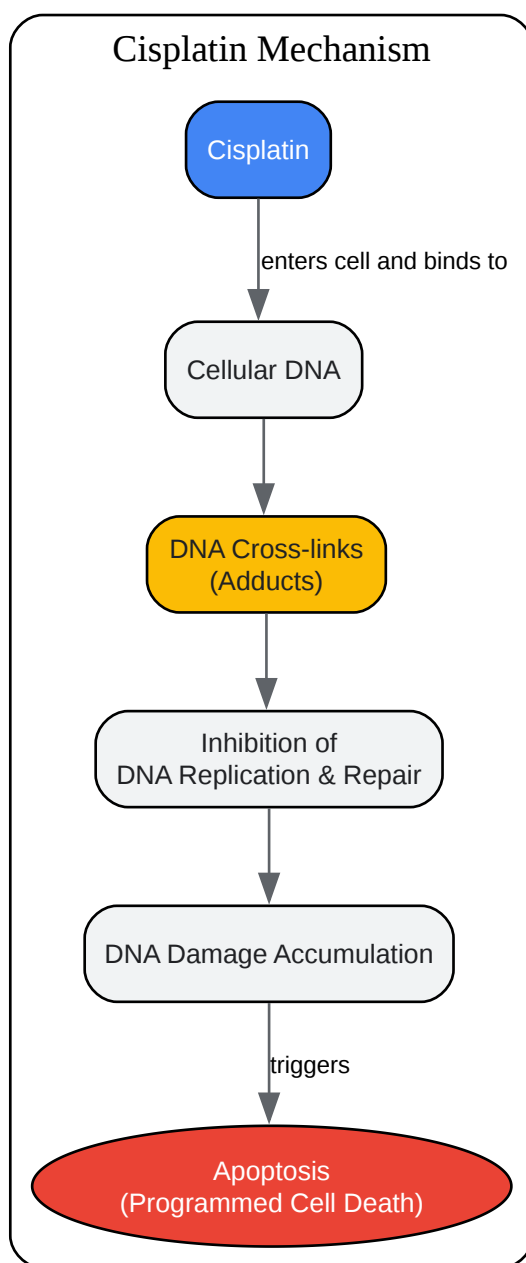 Cisplatin Mechanism
Cisplatin
enters cell and binds to
Cellular DNA
DNA Cross-links
(Adducts)
Inhibition of
DNA Replication & Repair
DNA Damage Accumulation
triggers
Apoptosis
(Programmed Cell Death)